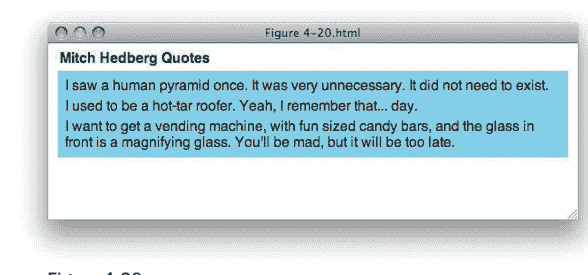 Figure 4-20.html
Mitch Hedberg Quotes
I saw a human pyramid once. It was very unnecessary. It did not need to exist.
I used to be a hot-tar roofer. Yeah, I remember that... day.
I want to get a vending machine, with fun sized candy bars, and the glass in
front is a magnifying glass. You'll be mad, but it will be too late.